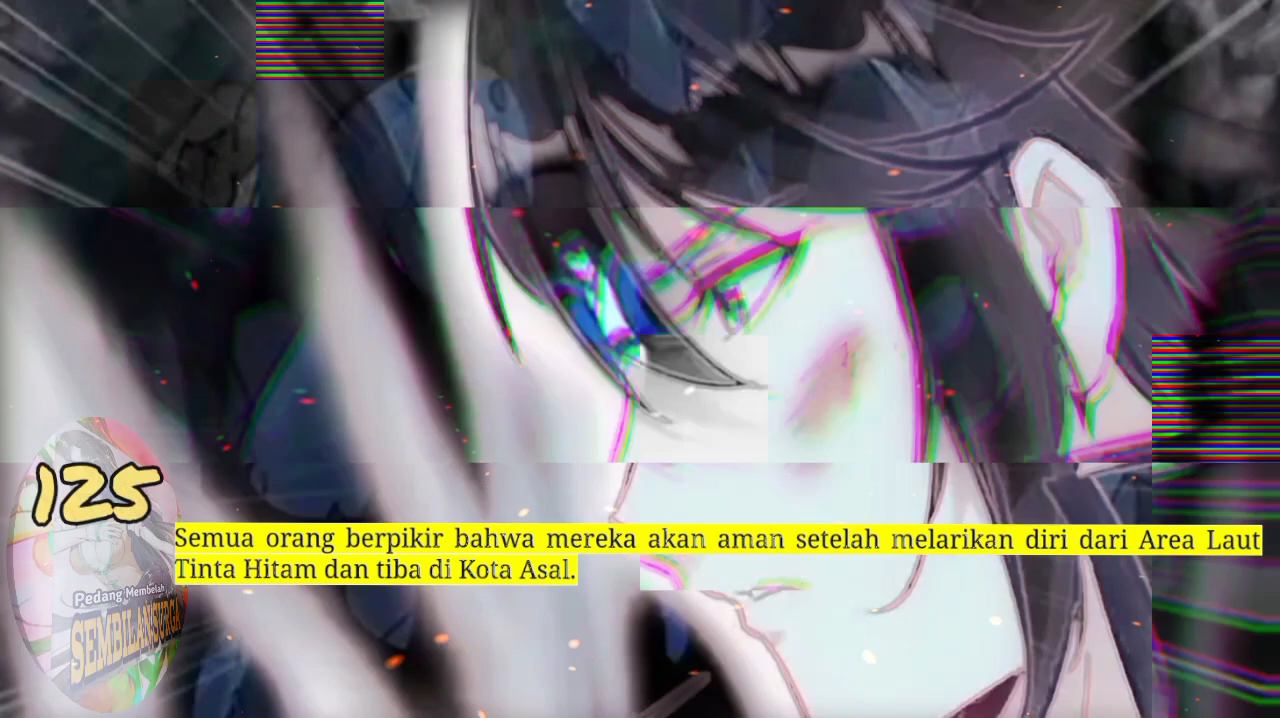 125
Semua orang berpikir bahwa mereka akan aman setelah melarikan diri dari Area Laut
Tinta Hitam dan tiba di Kota Asal.
Pedang Membelah
SEMBILAN SURGA